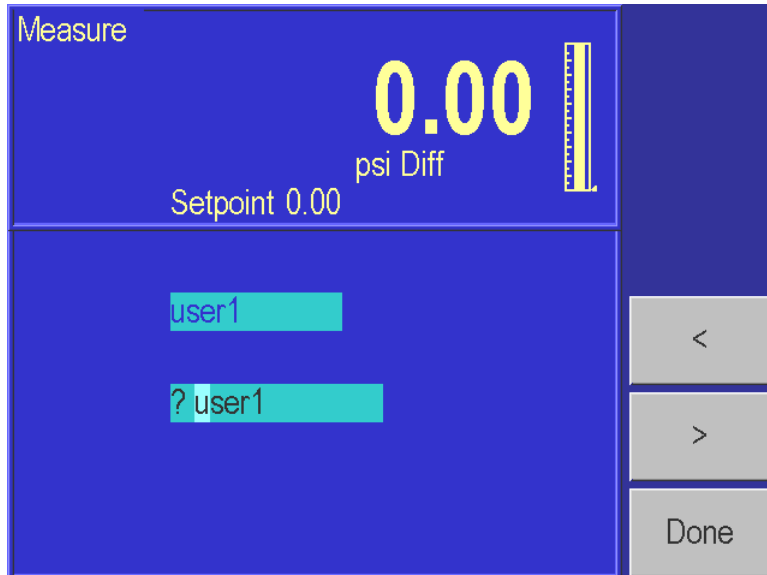 Measure
0.00
psi Diff
Setpoint 0.00
user1
? user1
<
>
Done